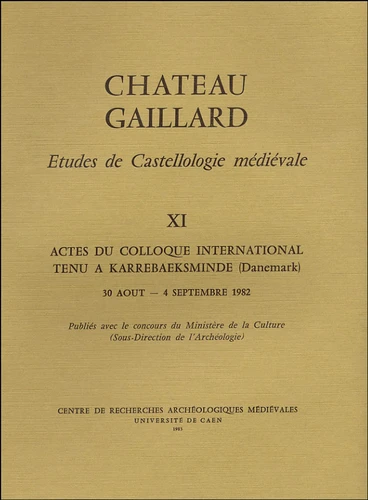 CHATEAU
GAILLARD
Etudes de Castellologie médiévale
XI
ACTES DU COLLOQUE INTERNATIONAL
TENU A KARREBAEKSMINDE (Danemark)
30 AOUT — 4 SEPTEMBRE 1982
Publiés avec le concours du Ministère de la Culture
(Sous-Direction de l'Archéologie)
CENTRE DE RECHERCHES ARCHÉOLOGIQUES MÉDIÉVALES
UNIVERSITÉ DE CAEN
1983